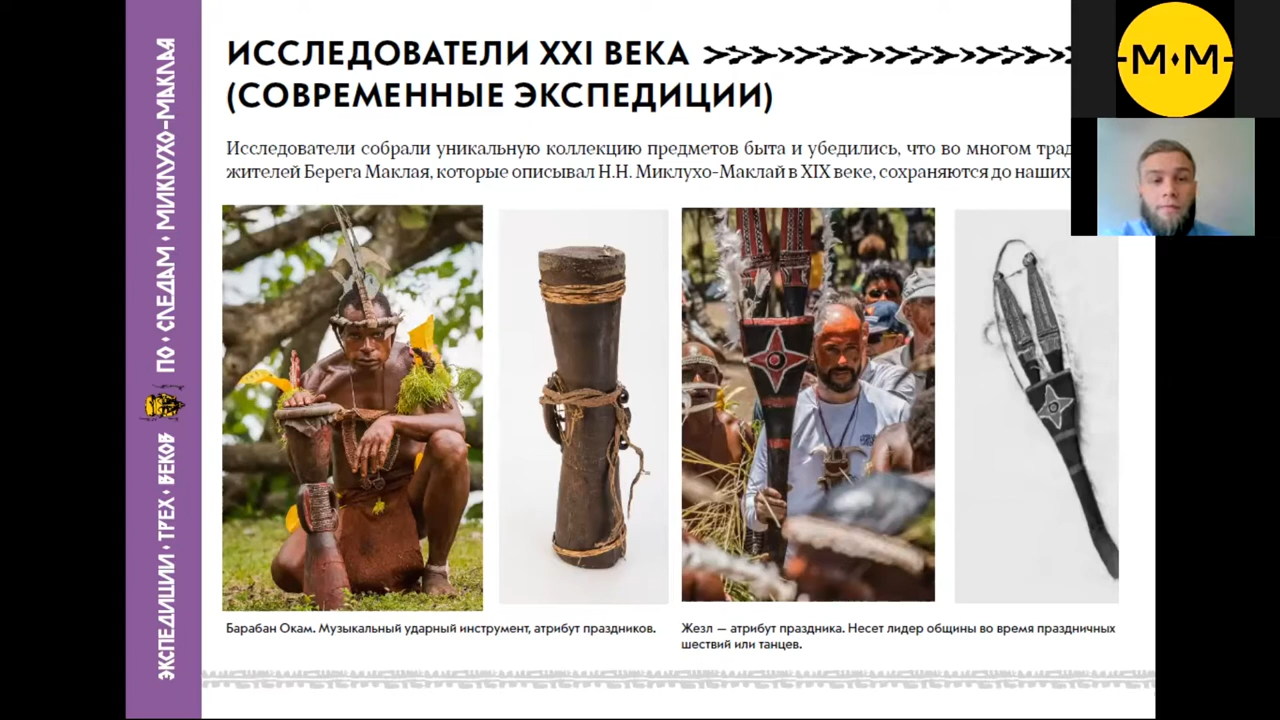 ИССЛЕДОВАТЕЛИ XXI ВЕКА
(СОВРЕМЕННЫЕ ЭКСПЕДИЦИИ)
Исследователи собрали уникальную коллекцию предметов быта и убедились, что во многом
жителей Берега Маклая, которые описывал Н.Н. Миклухо-Маклай в XIX веке, сохраняются до наших
Барабан Окам. Музыкальный ударный инструмент, атрибут праздников.
Жезл — атрибут праздника. Несет лидер общины во время праздничных
шествий или танцев.
ЭКСПЕДИЦИИ • ТРЕХ • ВЕКОВ
ПО • СЛЕДАМ • МИКЛУХО-МАКЛАЯ
М•М